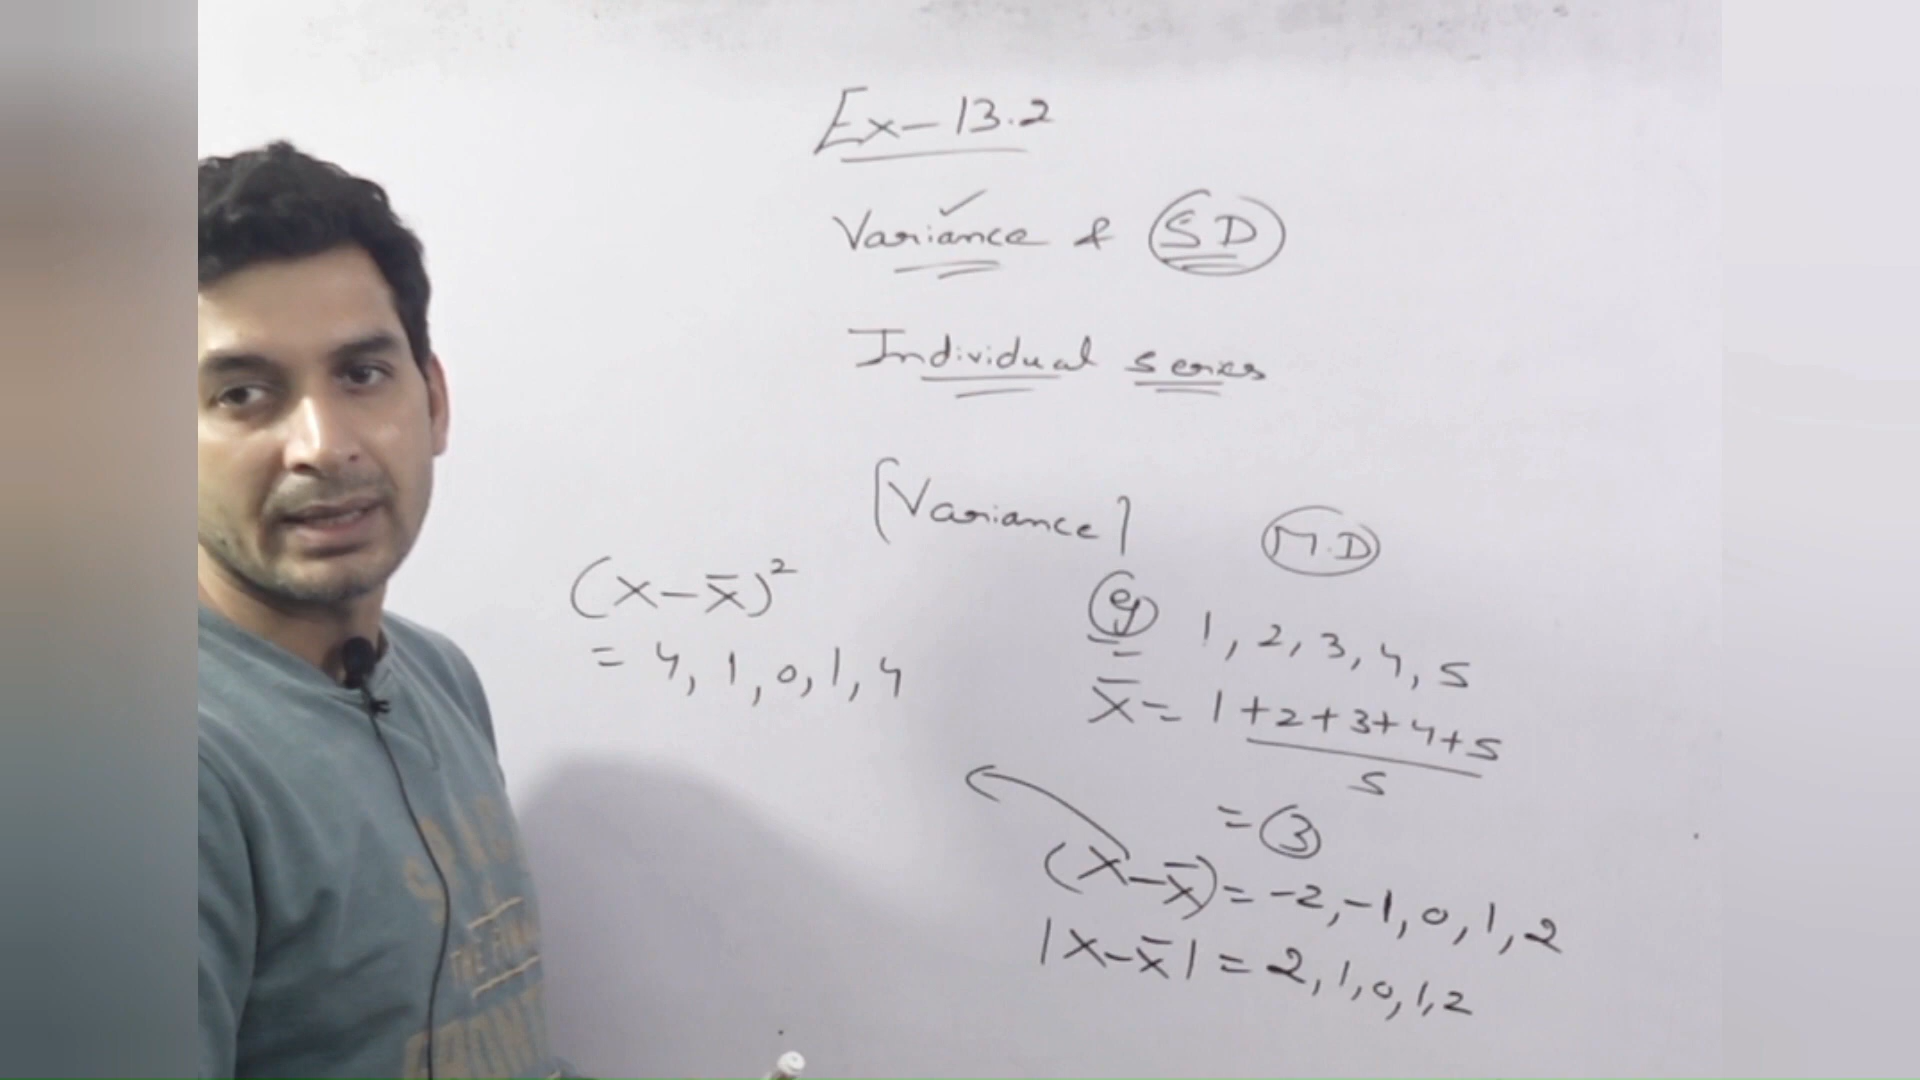 Ex-13.2
Variance & SD
Individual series
[Variance]
M.D
(x-x̄)²
= 4, 1, 0, 1, 4
eg 1, 2, 3, 4, 5
x̄ = 1+2+3+4+5
5
= 3
(x-x̄) = -2, -1, 0, 1, 2
|x-x̄| = 2, 1, 0, 1, 2